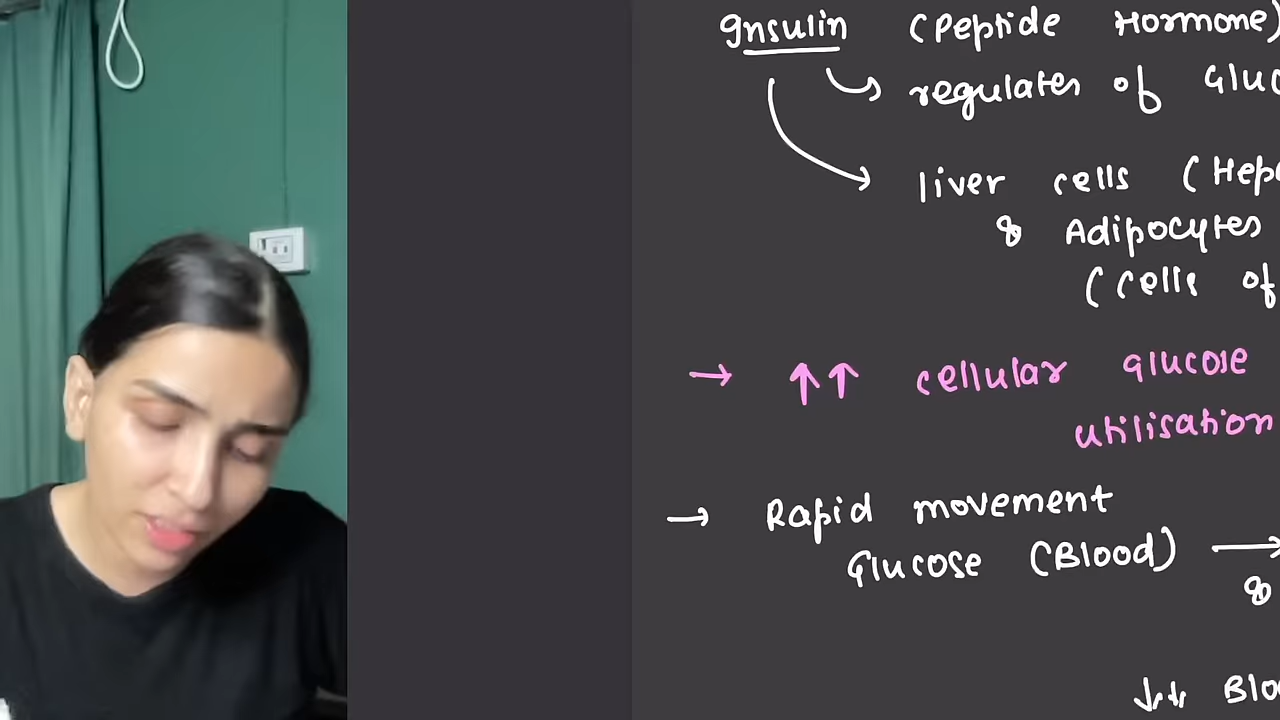 Insulin (Peptide Hormone)
↳ regulates of
→ liver cells
& Adipocytes
(cells of
→ ↑↑ cellular glucose
utilisation
→ Rapid movement
Glucose (Blood) →
&
↓↓